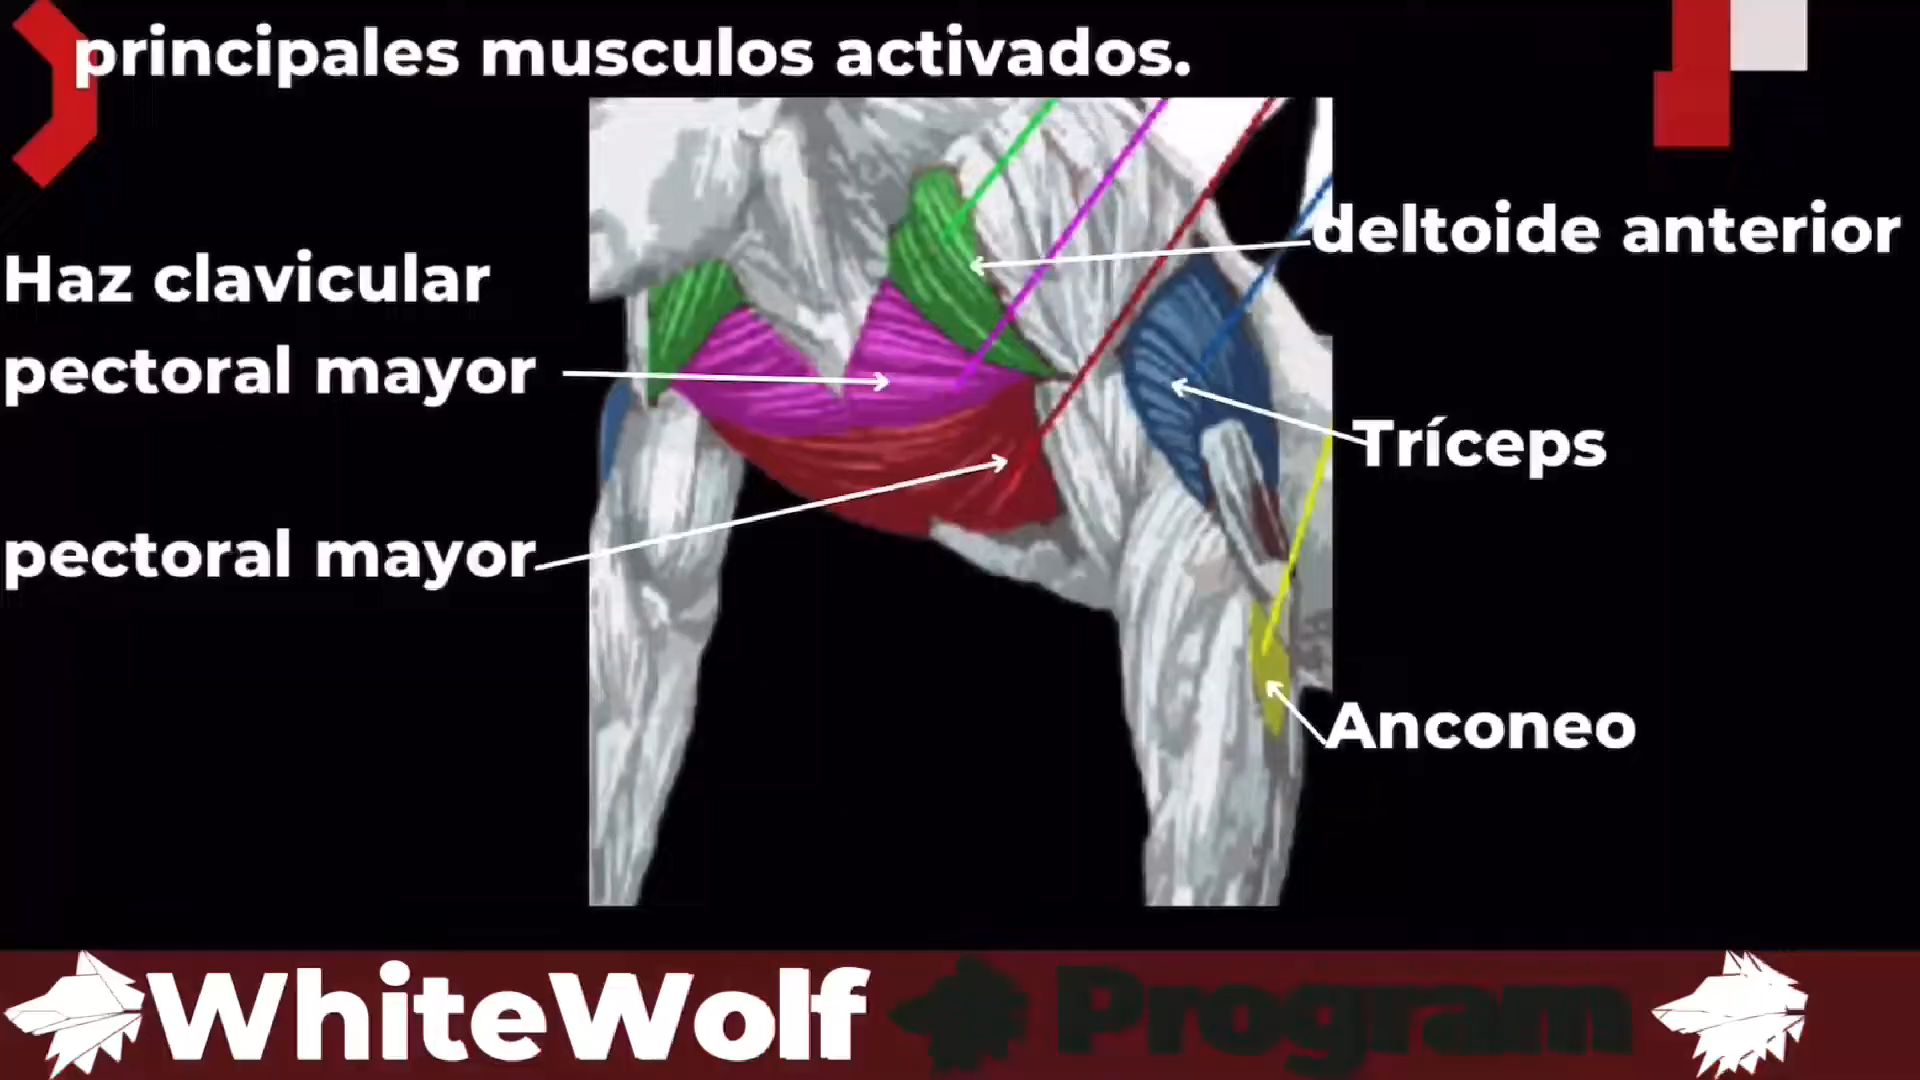 principales musculos activados.
Haz clavicular
pectoral mayor
pectoral mayor
deltoide anterior
Tríceps
Anconeo
WhiteWolf Program